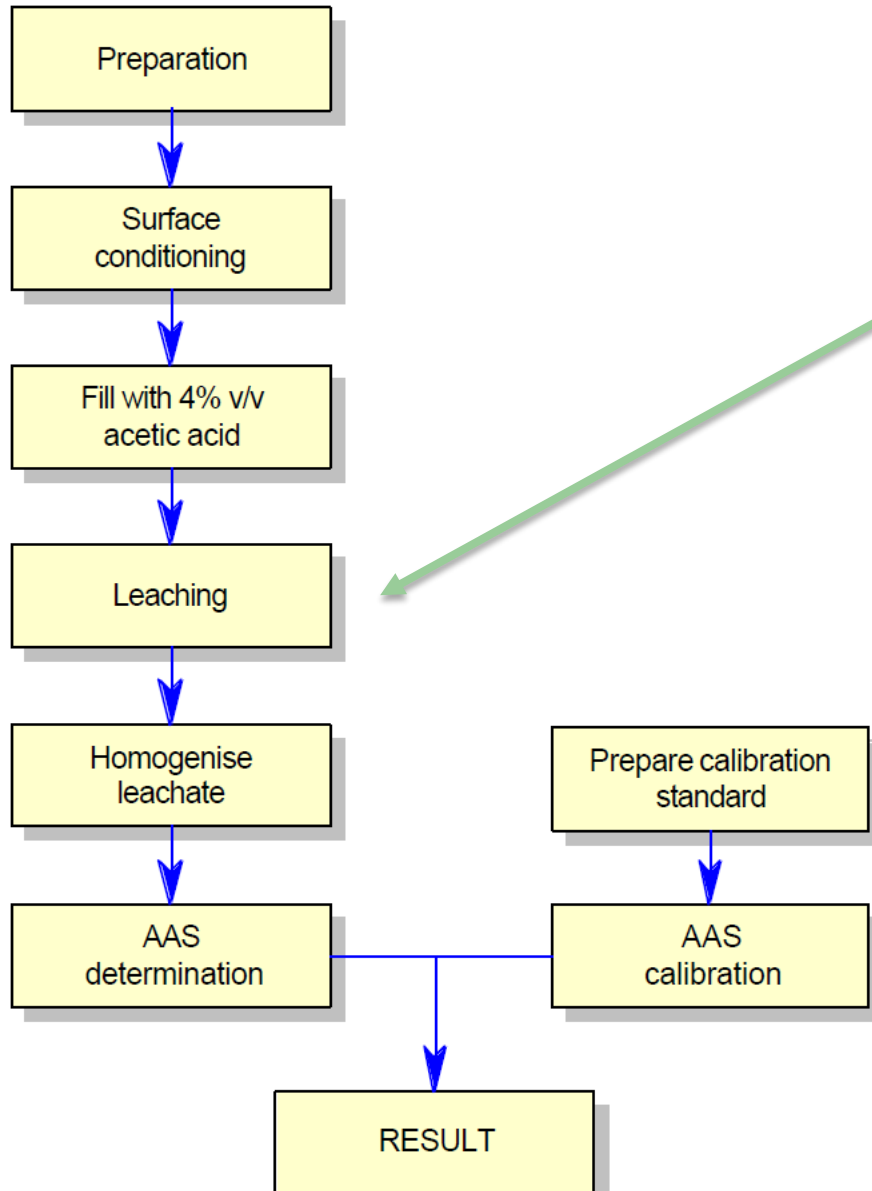 Preparation
Surface
conditioning
Fill with 4% v/v
acetic acid
Leaching
Homogenise
leachate
Prepare calibration
standard
AAS
determination
AAS
calibration
RESULT